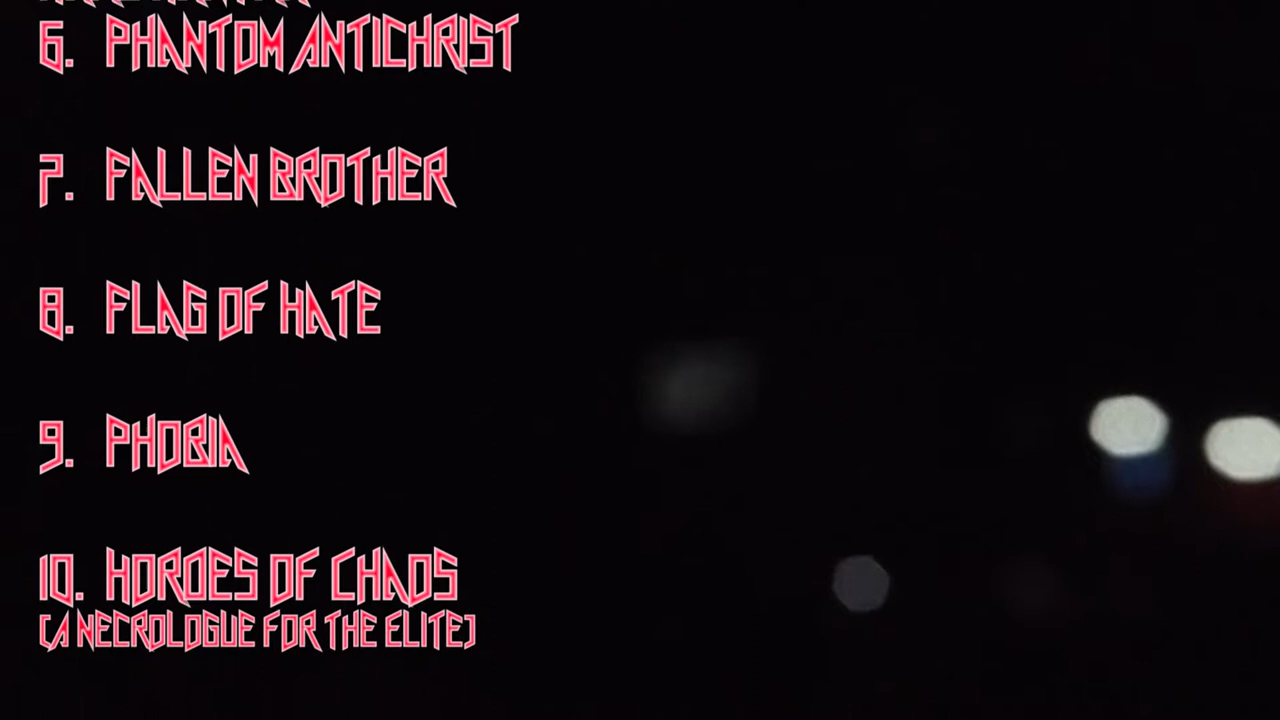 6. PHANTOM ANTICHRIST
7. FALLEN BROTHER
8. FLAG OF HATE
9. PHOBIA
10. HORDES OF CHAOS
(A NECROLOGUE FOR THE ELITE)